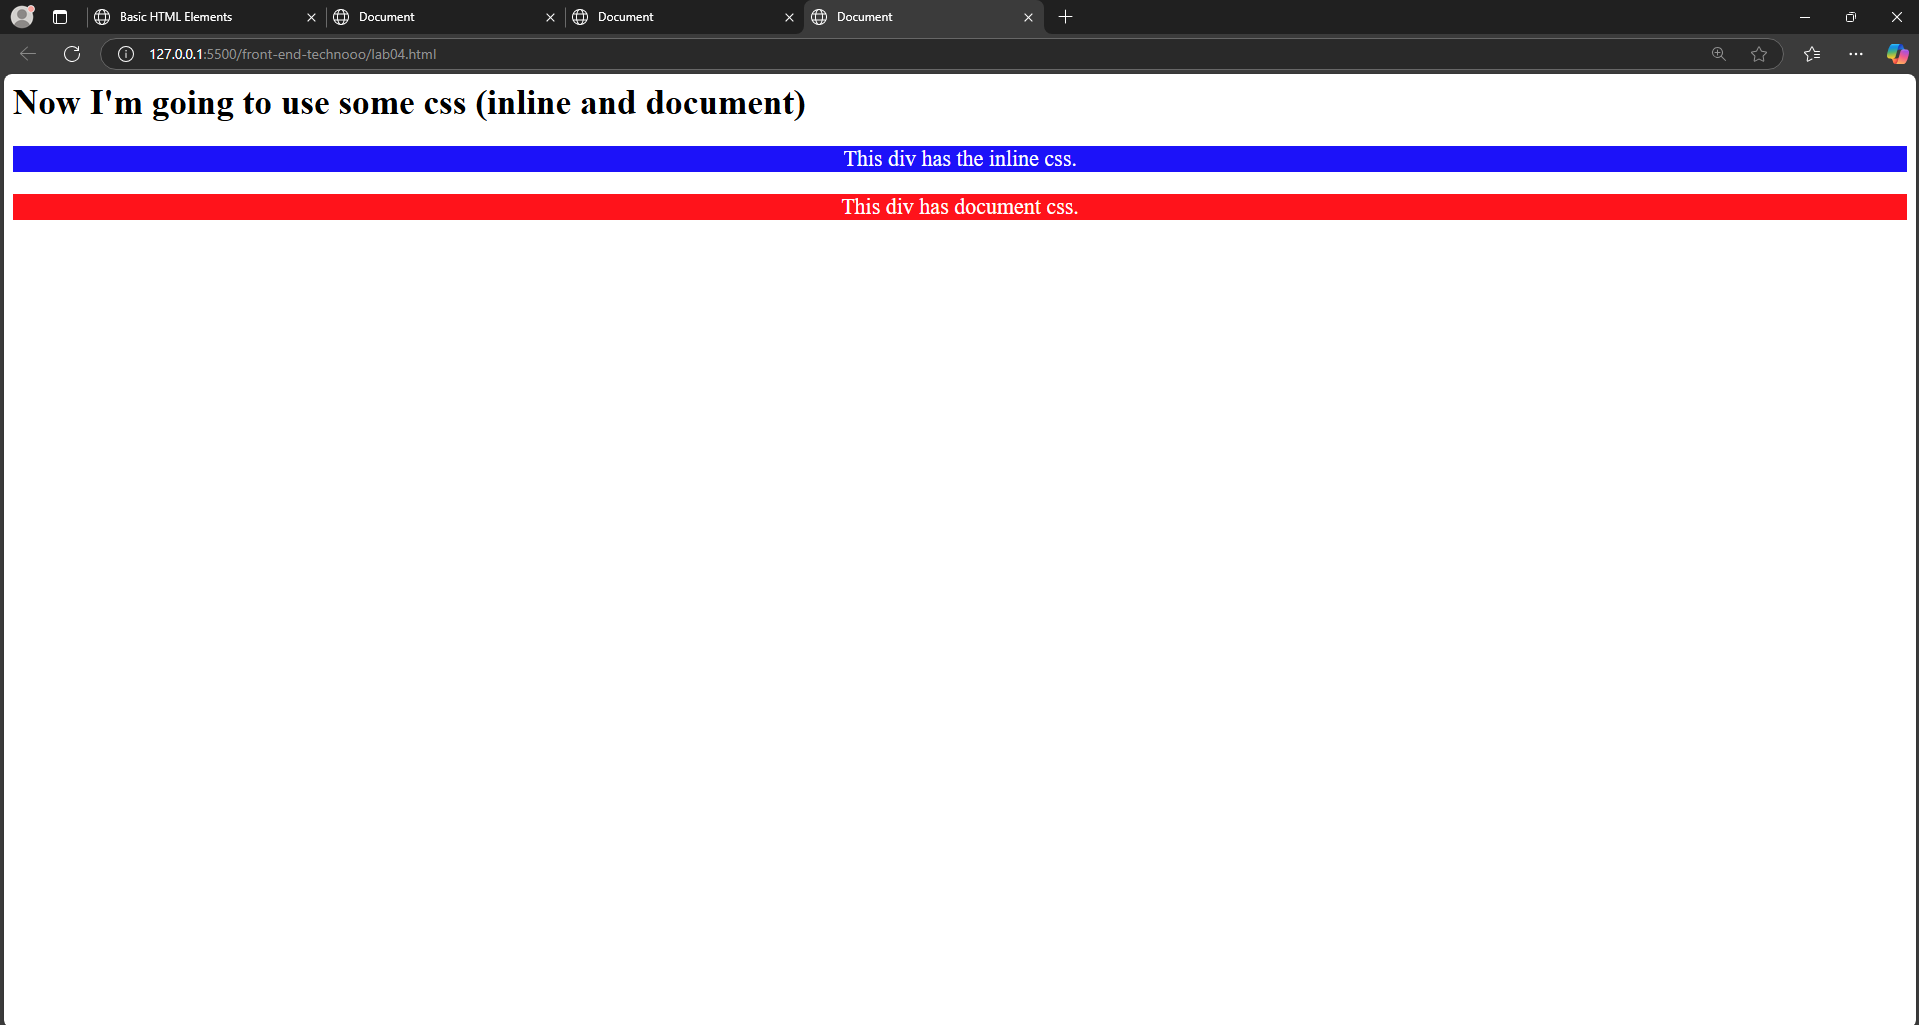 Basic HTML Elements
Document
Document
Document
127.0.0.1:5500/front-end-technooo/lab04.html
Now I'm going to use some css (inline and document)
This div has the inline css.
This div has document css.